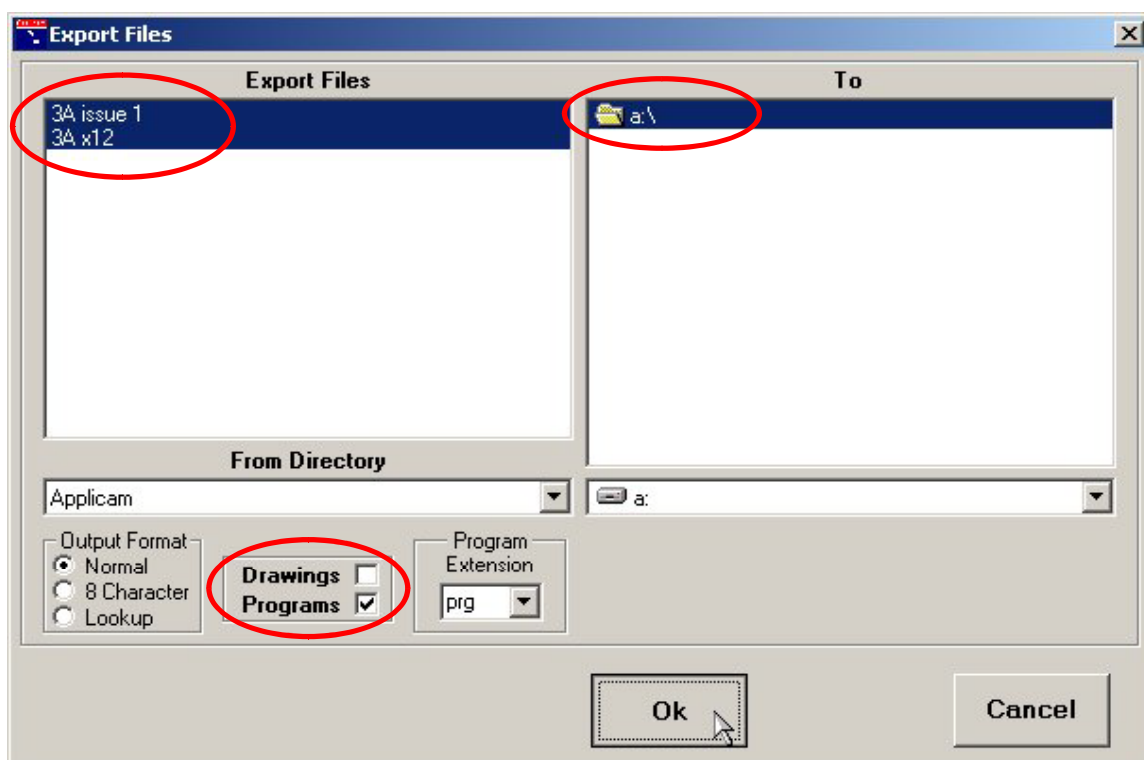 Export Files
Export Files
To
3A issue 1
3A x12
a:\
From Directory
Applicam
a:
Output Format
Normal
8 Character
Lookup
Drawings
Programs
Program
Extension
prg
Ok
Cancel